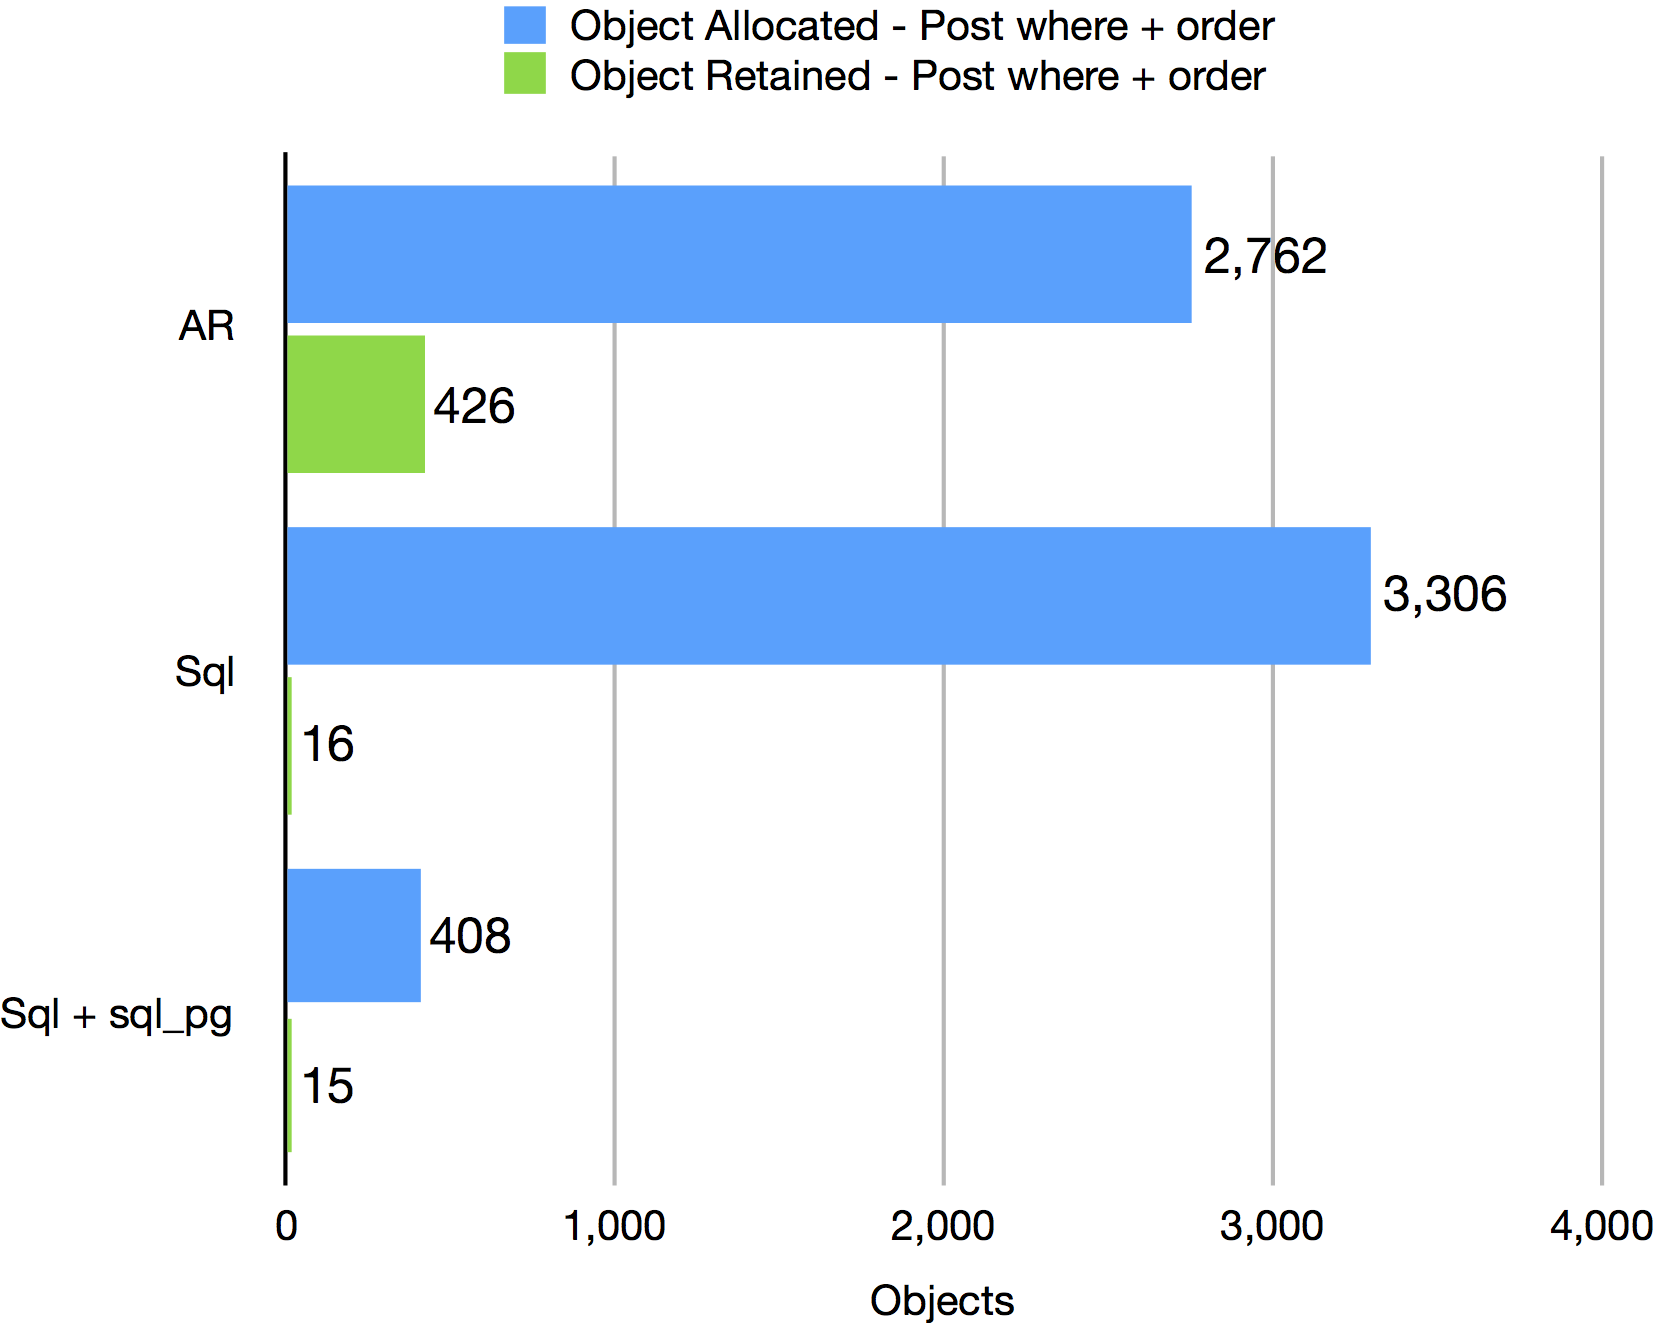 Object Allocated - Post where + order
Object Retained - Post where + order
2,762
AR
426
3,306
Sql
16
408
Sql + sql_pg
15
0 1,000 2,000 3,000 4,000
Objects